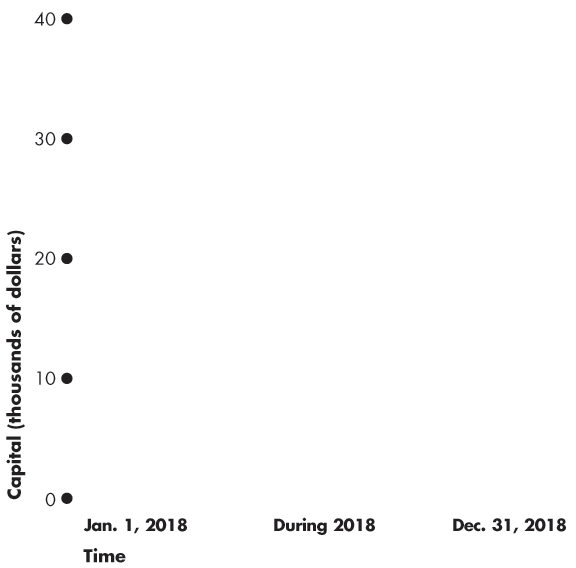 40
30
20
10
0
Capital (thousands of dollars)
Jan. 1, 2018
During 2018
Dec. 31, 2018
Time